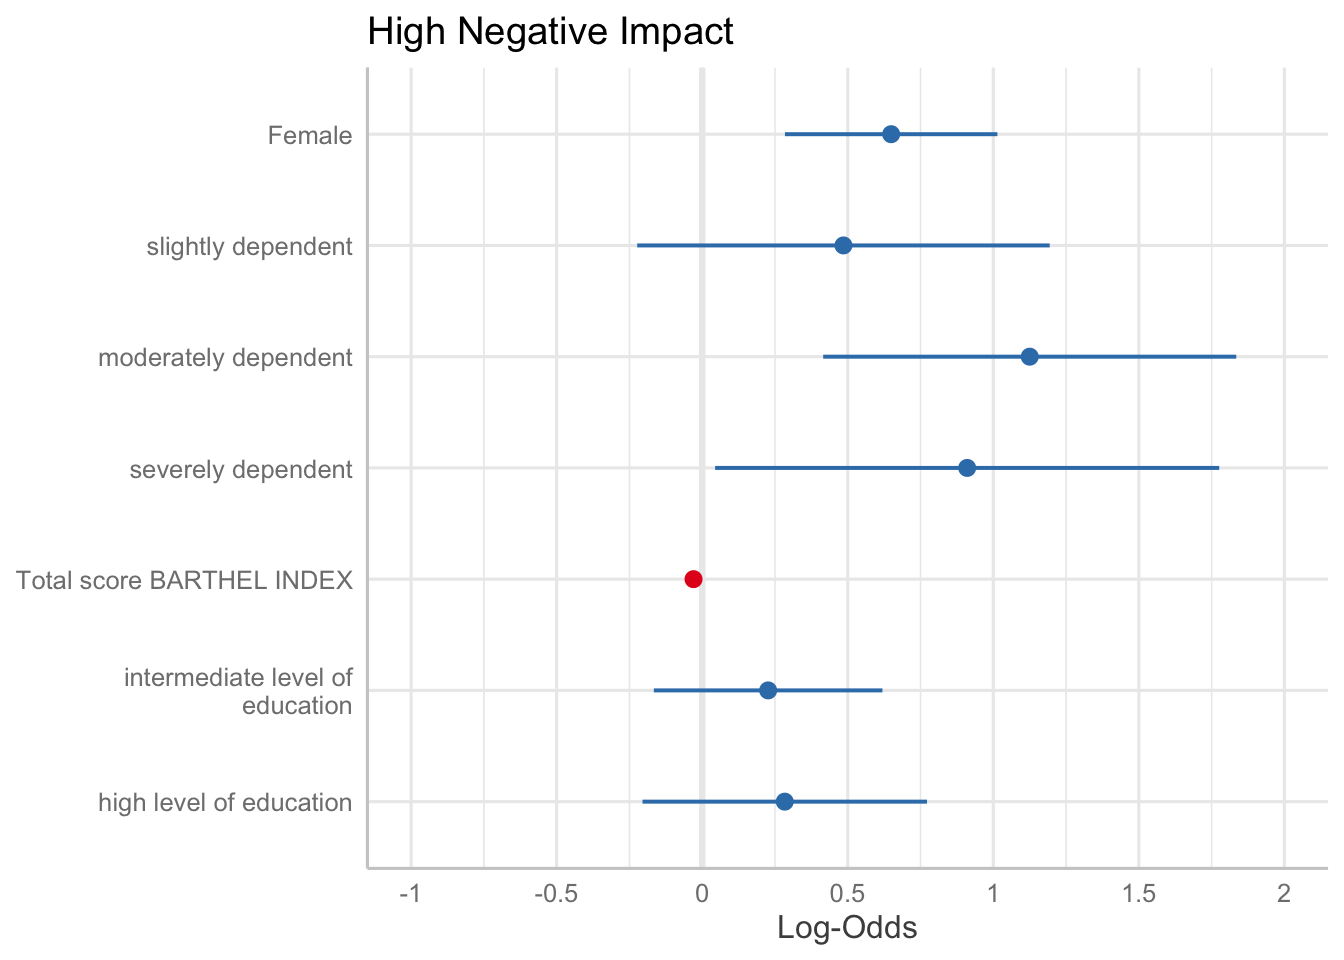 High Negative Impact
Female
slightly dependent
moderately dependent
severely dependent
Total score BARTHEL INDEX
intermediate level of
education
high level of education
-1 -0.5 0 0.5 1 1.5 2
Log-Odds